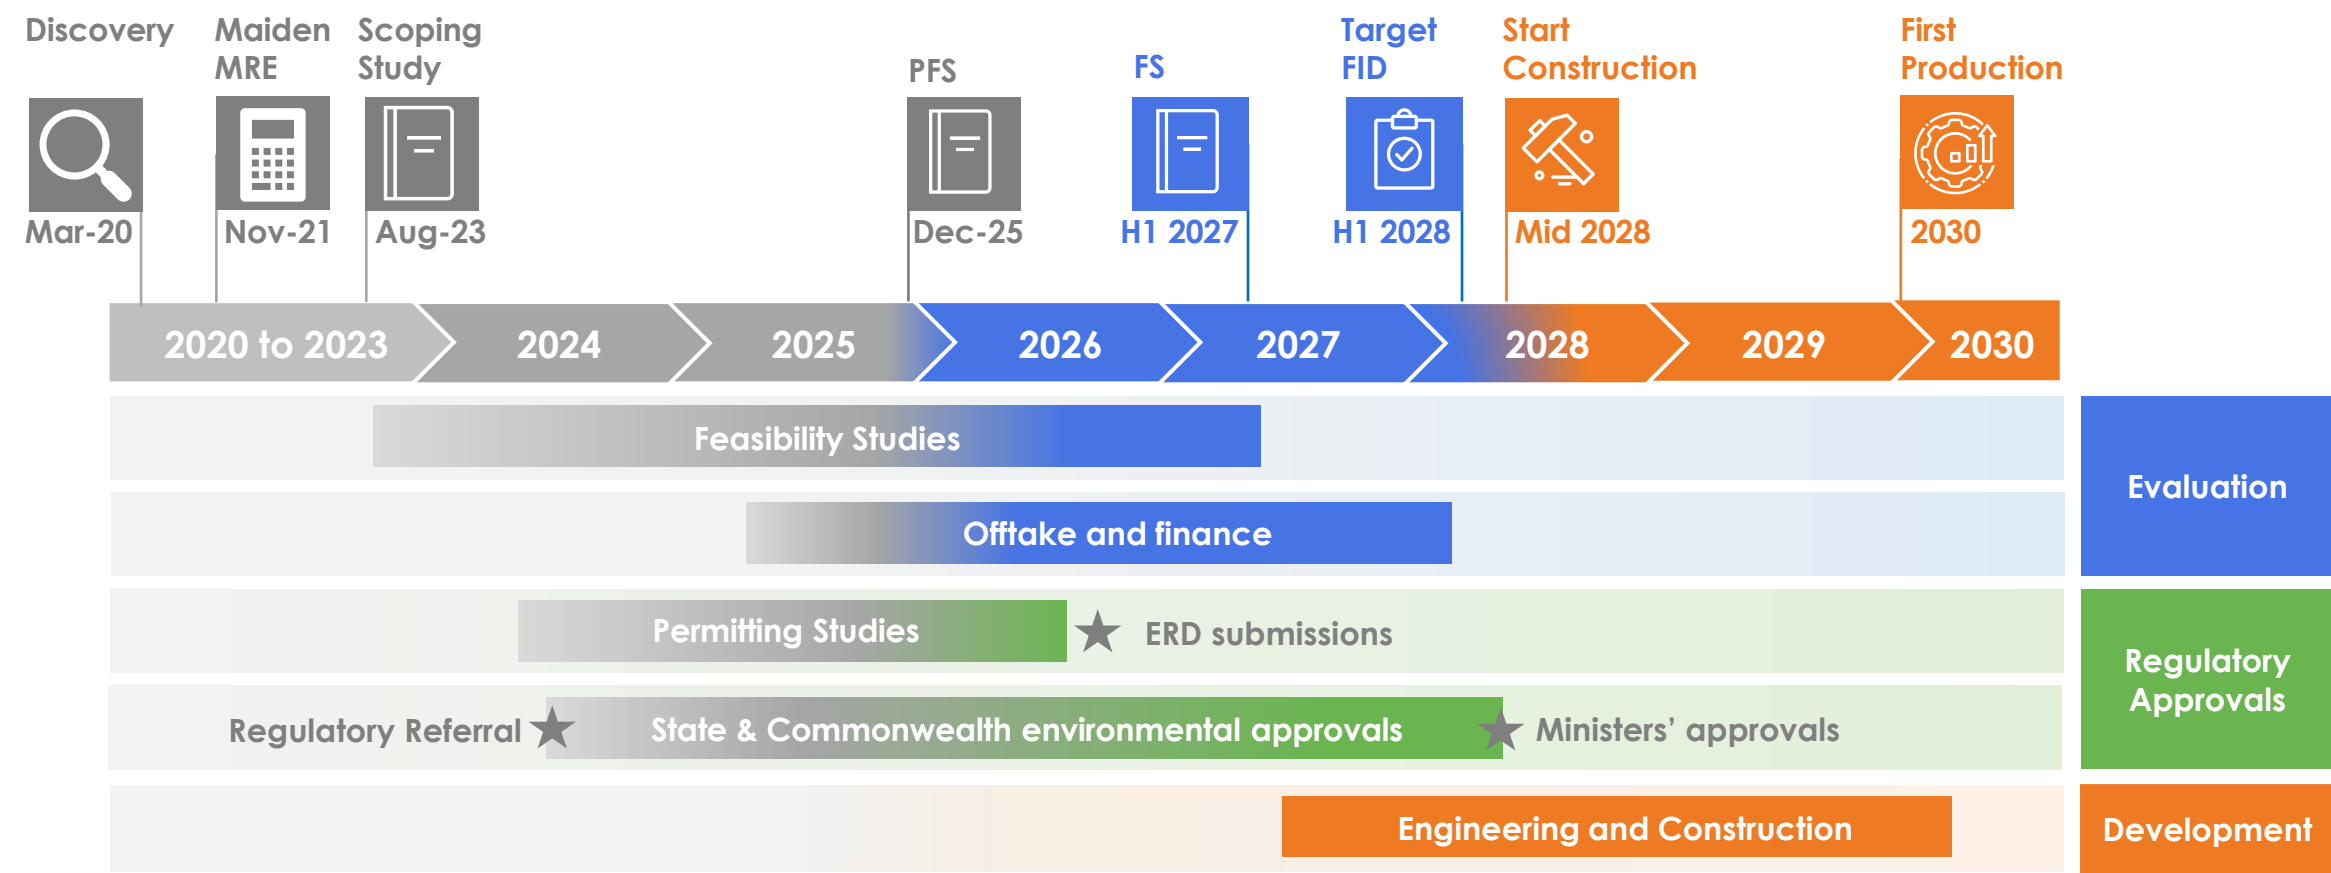 Discovery
Maiden
MRE
Scoping
Study
PFS
FS
Target
FID
Start
Construction
First
Production
Mar-20
Nov-21
Aug-23
Dec-25
H1 2027
H1 2028
Mid 2028
2030
2020 to 2023
2024
2025
2026
2027
2028
2029
2030
Feasibility Studies
Offtake and finance
Evaluation
Permitting Studies
ERD submissions
Regulatory Referral
State & Commonwealth environmental approvals
Ministers’ approvals
Regulatory
Approvals
Engineering and Construction
Development